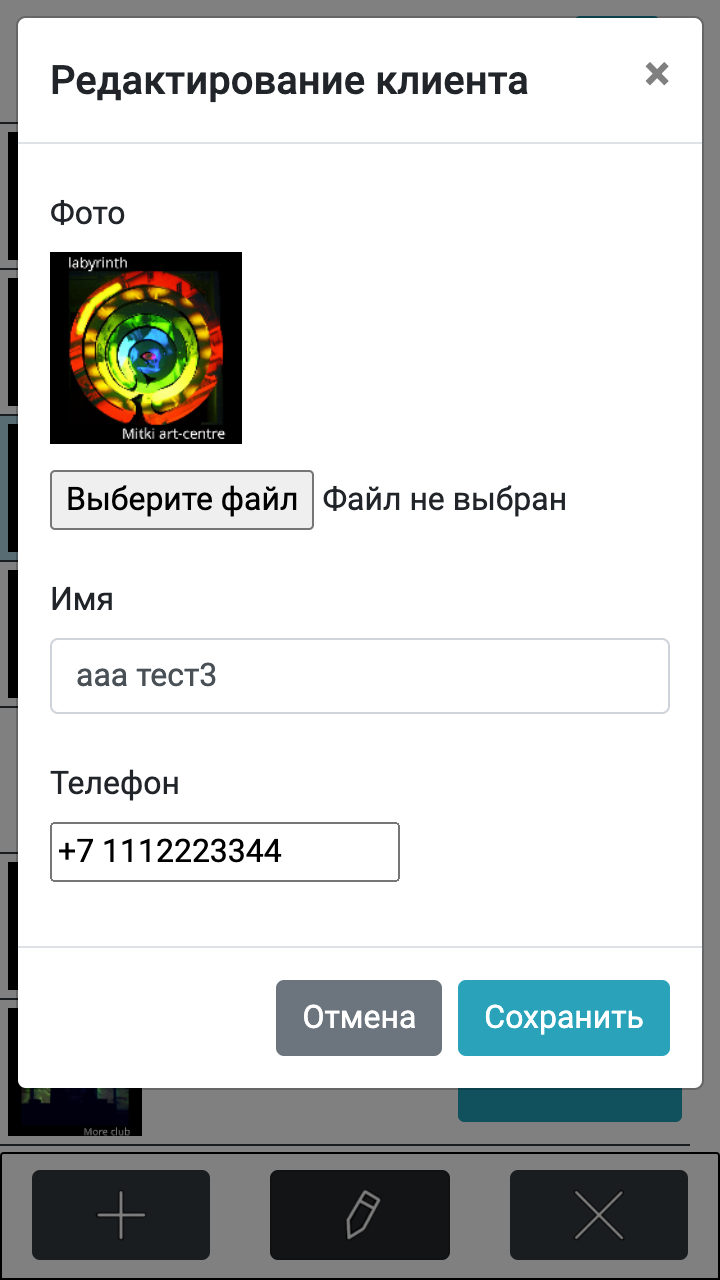 Редактирование клиента
×
Фото
labyrinth
Mitki art-centre
Выберите файл Файл не выбран
Имя
ааа тест3
Телефон
+7 1112223344
Отмена Сохранить
More club